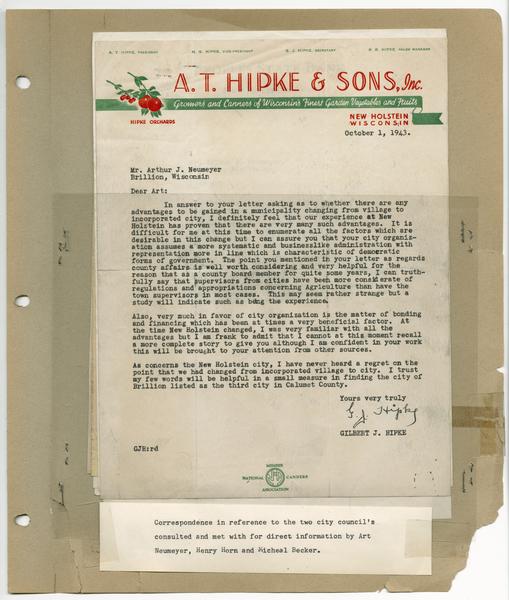 A. T. HIPKE, PRESIDENT   H. R. HIPKE, VICE-PRESIDENT   G. J. HIPKE, SECRETARY   R. R. HIPKE, SALES MANAGER
A.T. HIPKE & SONS, Inc.
Growers and Canners of Wisconsin's Finest Garden Vegetables and Fruits
HIPKE ORCHARDS
NEW HOLSTEIN
WISCONSIN
October 1, 1943.
Mr. Arthur J. Neumeyer
Brillion, Wisconsin
Dear Art:
In answer to your letter asking as to whether there are any
advantages to be gained in a municipality changing from village to
incorporated city, I definitely feel that our experience at New
Holstein has proven that there are very many such advantages. It is
difficult for me at this time to enumerate all the factors which are
desirable in this change but I can assure you that your city organiz-
ation assumes a more systematic and businesslike administration with
representation more in line which is characteristic of democratic
forms of government. The point you mentioned in your letter as regards
county affairs is well worth considering and very helpful for the
reason that as a county board member for quite some years, I can truth-
fully say that supervisors from cities have been more considerate of
regulations and appropriations concerning Agriculture than have the
town supervisors in most cases. This may seem rather strange but a
study will indicate such as being the experience.
Also, very much in favor of city organization is the matter of bonding
and financing which has been at times a very beneficial factor. At
the time New Holstein changed, I was very familiar with all the
advantages but I am frank to admit that I cannot at this moment recall
a more complete story to give you although I am confident in your work
this will be brought to your attention from other sources.
As concerns the New Holstein city, I have never heard a regret on the
point that we had changed from incorporated village to city. I trust
my few words will be helpful in a small measure in finding the city of
Brillion listed as the third city in Calumet County.
Yours very truly
G. J. Hipke
GILBERT J. HIPKE
GJH:rd
MEMBER
NATIONAL CANNERS
ASSOCIATION
Correspondence in reference to the two city council's
consulted and met with for direct information by Art
Neumeyer, Henry Horn and Micheal Becker.